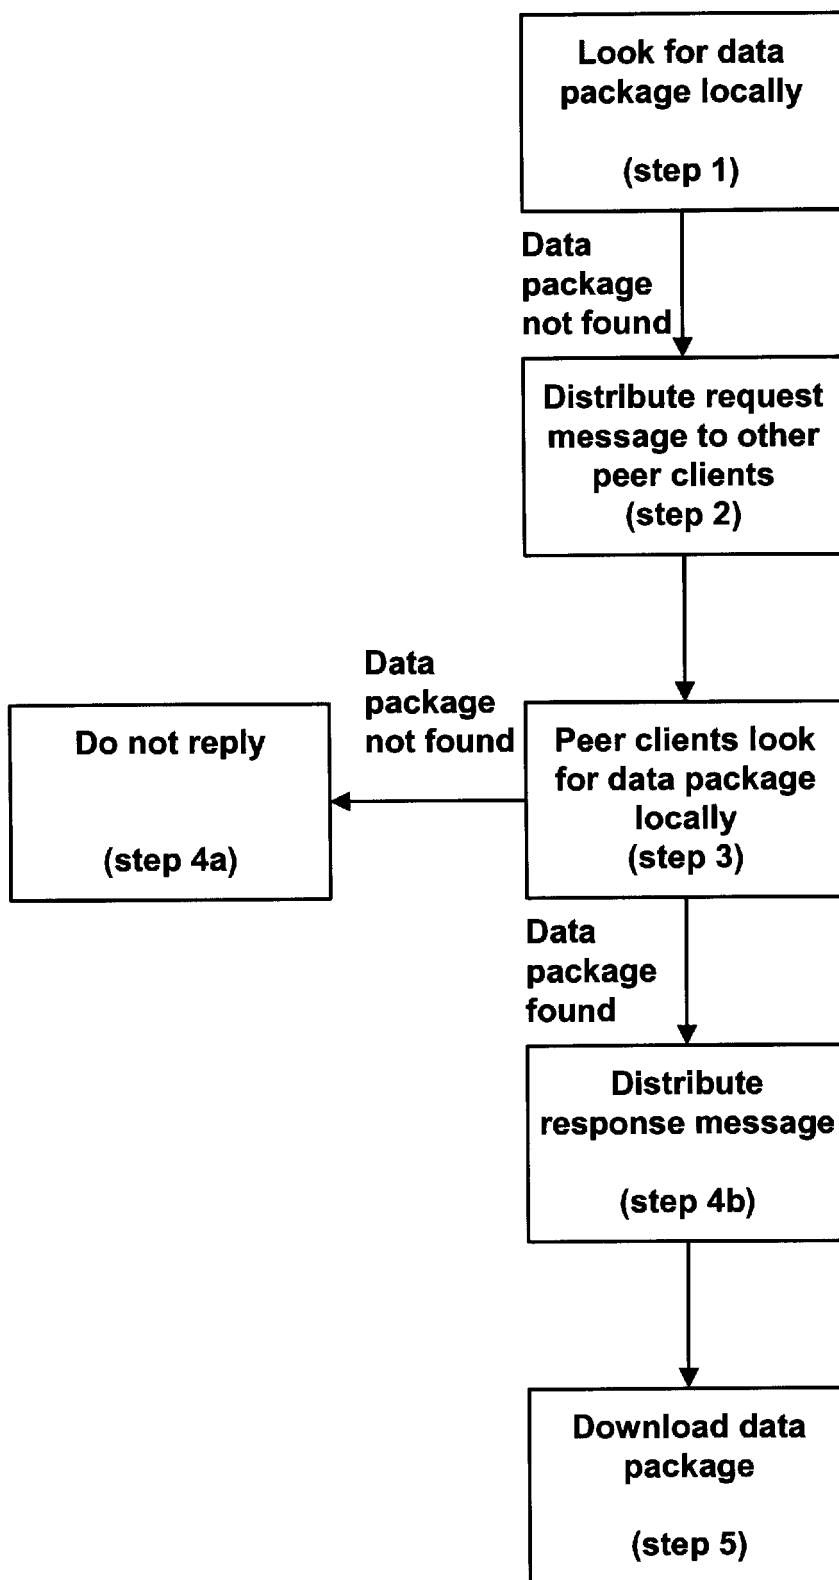 Look for data
package locally
(step 1)
Data
package
not found
Distribute request
message to other
peer clients
(step 2)
Data
package
not found
Do not reply
(step 4a)
Peer clients look
for data package
locally
(step 3)
Data
package
found
Distribute
response message
(step 4b)
Download data
package
(step 5)